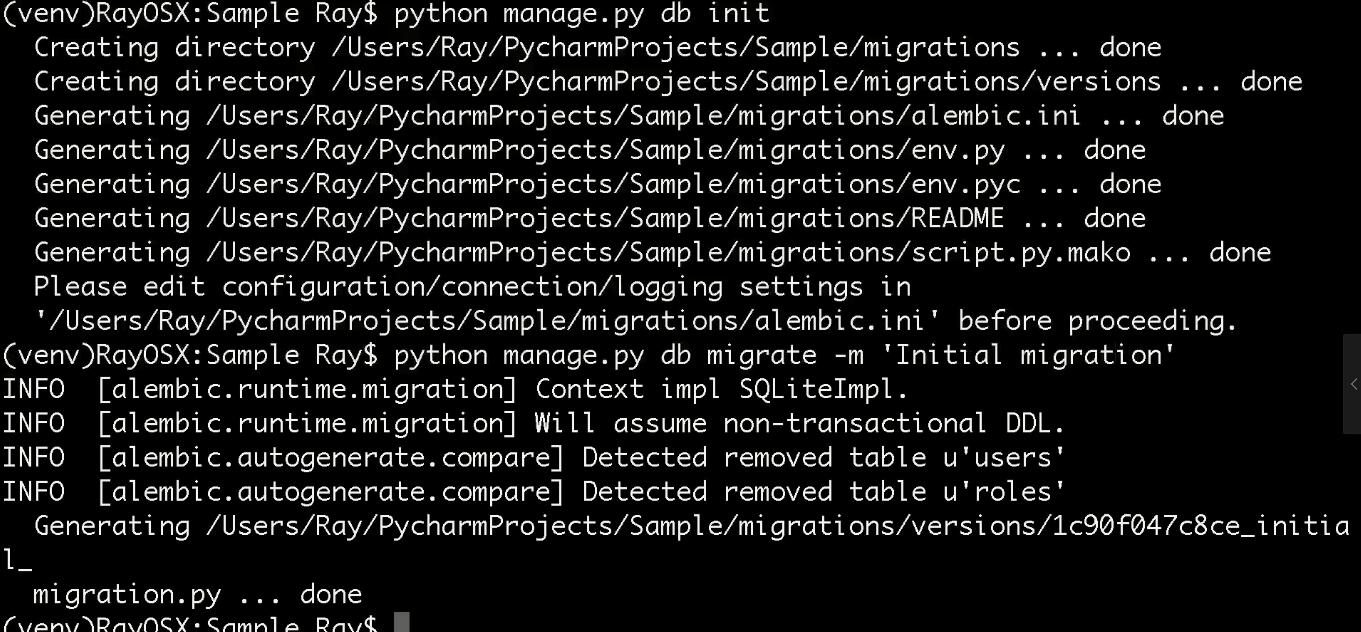 (venv)RayOSX:Sample Ray$ python manage.py db init
  Creating directory /Users/Ray/PycharmProjects/Sample/migrations ... done
  Creating directory /Users/Ray/PycharmProjects/Sample/migrations/versions ... done
  Generating /Users/Ray/PycharmProjects/Sample/migrations/alembic.ini ... done
  Generating /Users/Ray/PycharmProjects/Sample/migrations/env.py ... done
  Generating /Users/Ray/PycharmProjects/Sample/migrations/env.pyc ... done
  Generating /Users/Ray/PycharmProjects/Sample/migrations/README ... done
  Generating /Users/Ray/PycharmProjects/Sample/migrations/script.py.mako ... done
  Please edit configuration/connection/logging settings in
  '/Users/Ray/PycharmProjects/Sample/migrations/alembic.ini' before proceeding.
(venv)RayOSX:Sample Ray$ python manage.py db migrate -m 'Initial migration'
INFO  [alembic.runtime.migration] Context impl SQLiteImpl.
INFO  [alembic.runtime.migration] Will assume non-transactional DDL.
INFO  [alembic.autogenerate.compare] Detected removed table u'users'
INFO  [alembic.autogenerate.compare] Detected removed table u'roles'
  Generating /Users/Ray/PycharmProjects/Sample/migrations/versions/1c90f047c8ce_initia
l_
  migration.py ... done
(venv)RayOSX:Sample Ray$